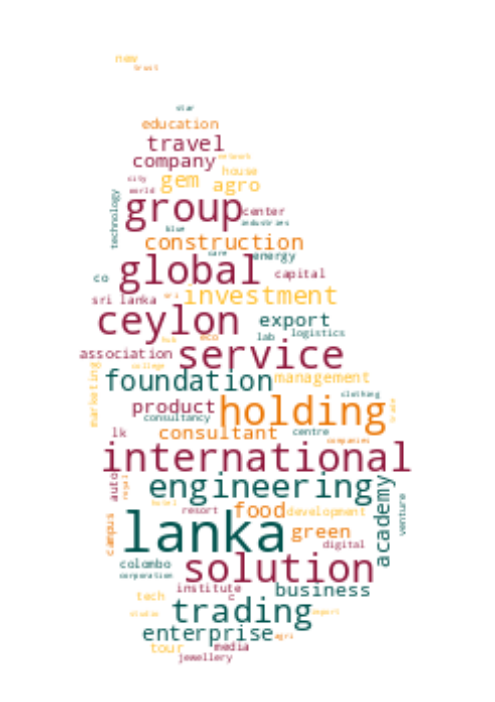 new
trust
star
education
travel
network
company
house
city
gem
agro
world
technology
group
center
industries
blue
construction
care
energy
global
co
capital
sri lanka
sri
investment
ceylon
export
logistics
eco
lab
hub
association
service
college
foundation
management
marketing
clothing
product
holding
trade
consultancy
lk
consultant
centre
companies
international
auto
royal
engineering
academy
venture
hotel
resort
food
development
campus
lanka
green
digital
colombo
solution
corporation
institute
business
tech
c
studio
trading
import
enterprise
agri
tour
media
jewellery